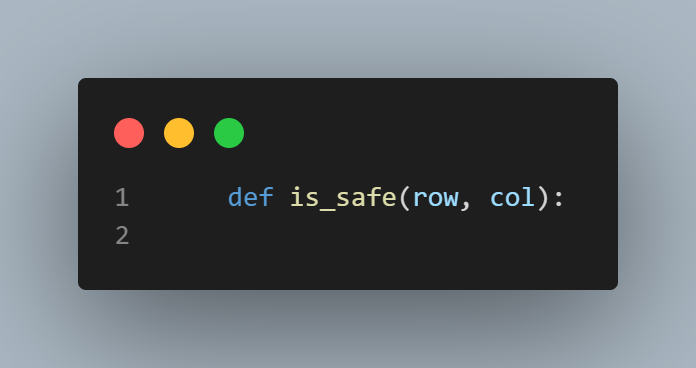 1 def is_safe(row, col):
2